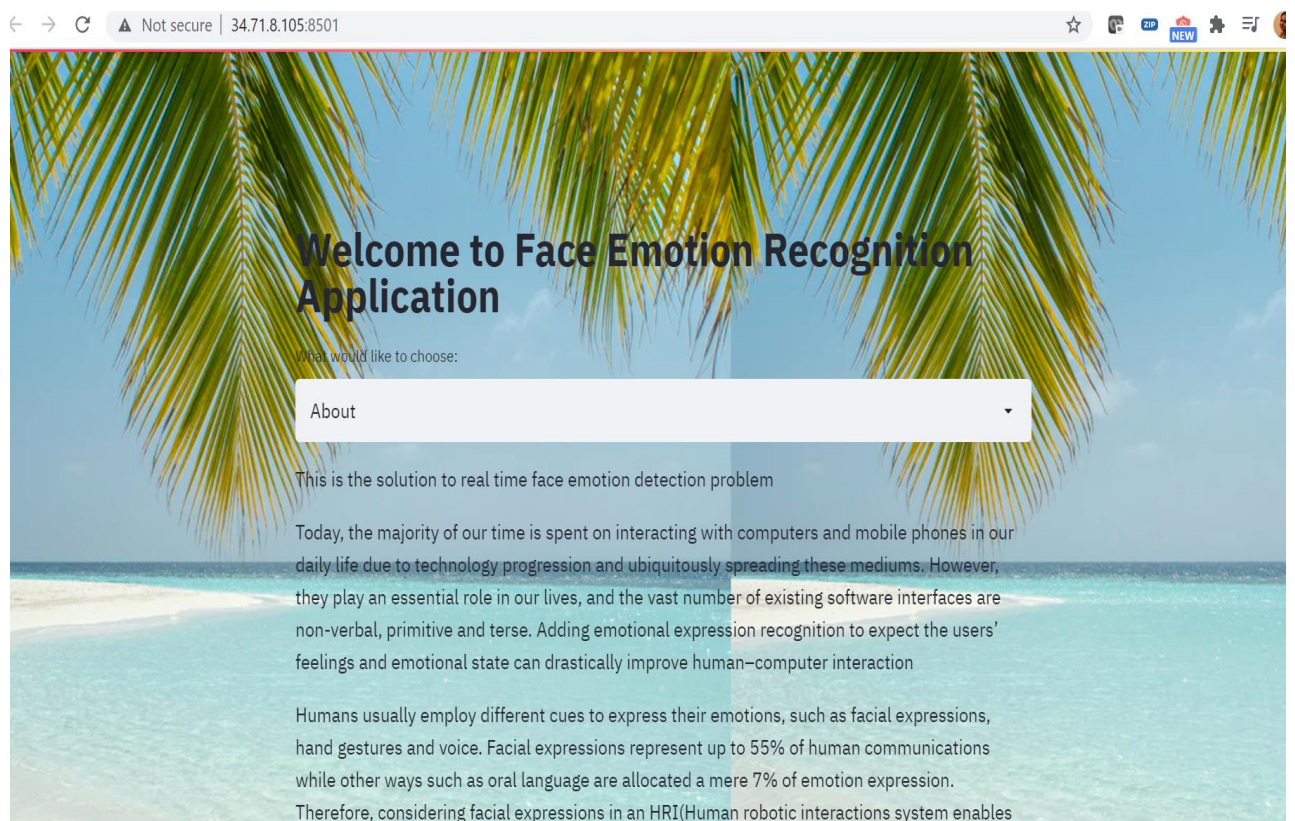 Not secure | 34.71.8.105:8501
ZIP
NEW
Welcome to Face Emotion Recognition
Application
What would like to choose:
About
This is the solution to real time face emotion detection problem
Today, the majority of our time is spent on interacting with computers and mobile phones in our
daily life due to technology progression and ubiquitously spreading these mediums. However,
they play an essential role in our lives, and the vast number of existing software interfaces are
non-verbal, primitive and terse. Adding emotional expression recognition to expect the users’
feelings and emotional state can drastically improve human–computer interaction
Humans usually employ different cues to express their emotions, such as facial expressions,
hand gestures and voice. Facial expressions represent up to 55% of human communications
while other ways such as oral language are allocated a mere 7% of emotion expression.
Therefore, considering facial expressions in an HRI(Human robotic interactions system enables